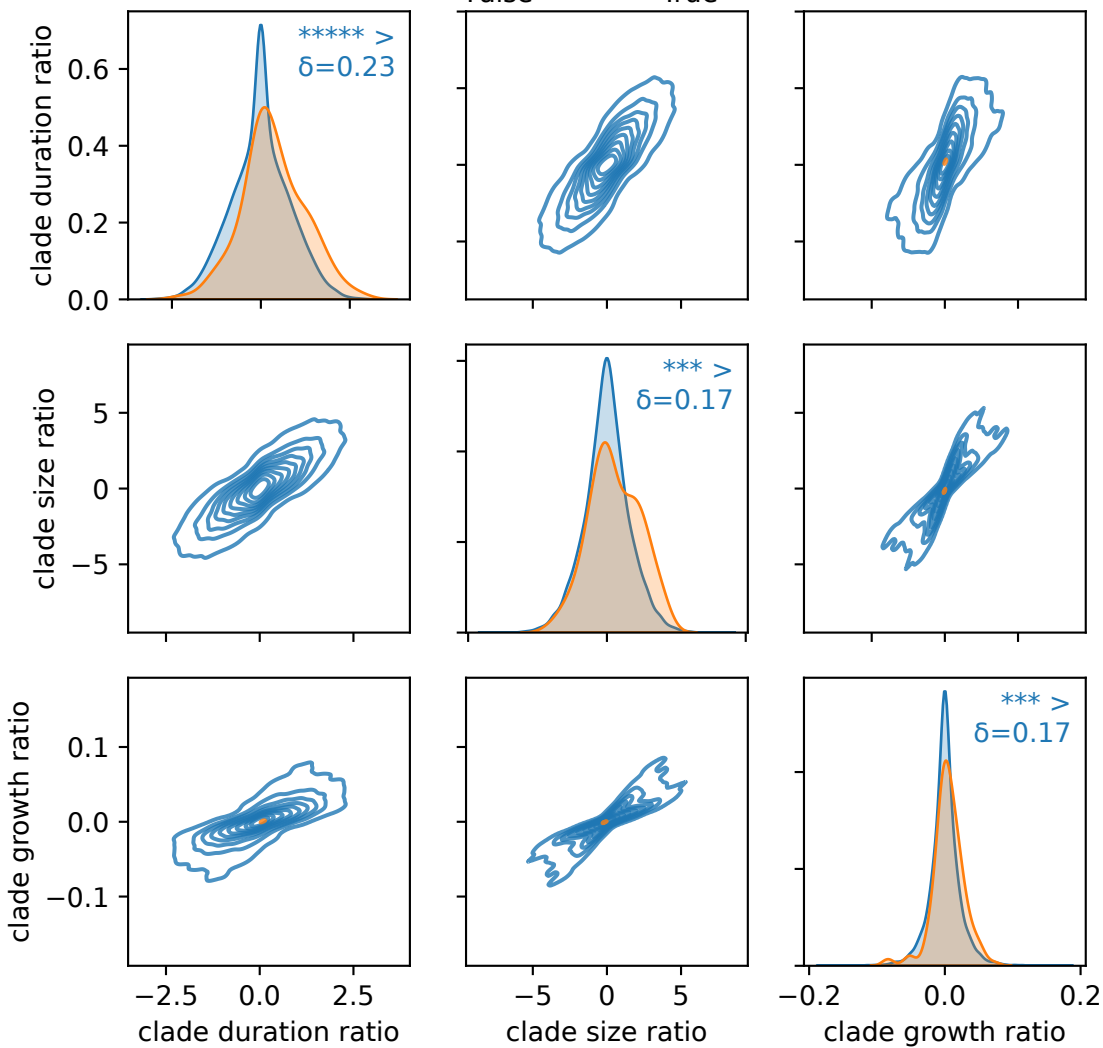 True
clade duration ratio
0.6
0.4
0.2
0.0
***** >
δ=0.23
clade size ratio
5
0
−5
*** >
δ=0.17
clade growth ratio
0.1
0.0
−0.1
*** >
δ=0.17
−2.5 0.0 2.5
−5 0 5
−0.2 0.0 0.2
clade duration ratio
clade size ratio
clade growth ratio